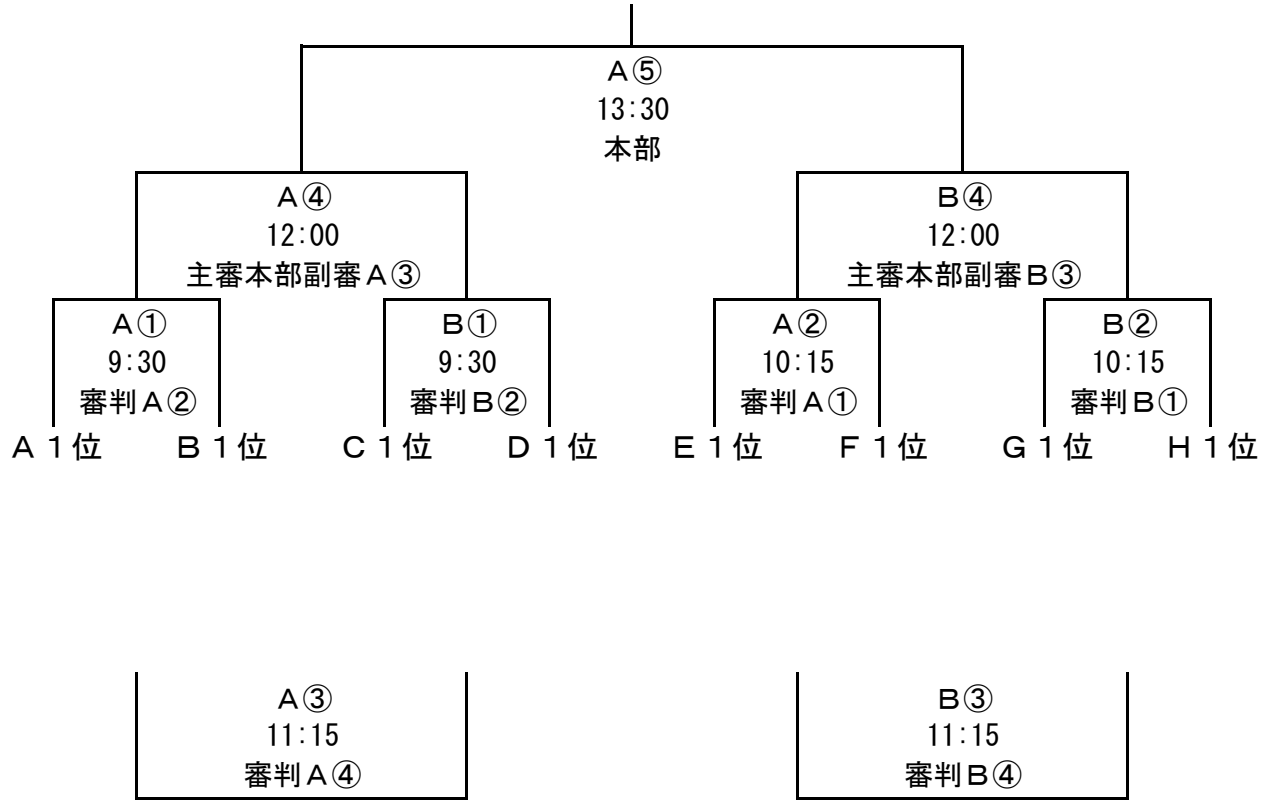 A⑤
13:30
本部
A④
12:00
主審本部副審A③
B④
12:00
主審本部副審B③
A①
9:30
審判A②
B①
9:30
審判B②
A②
10:15
審判A①
B②
10:15
審判B①
A1位 B1位 C1位 D1位 E1位 F1位 G1位 H1位
A③
11:15
審判A④
B③
11:15
審判B④